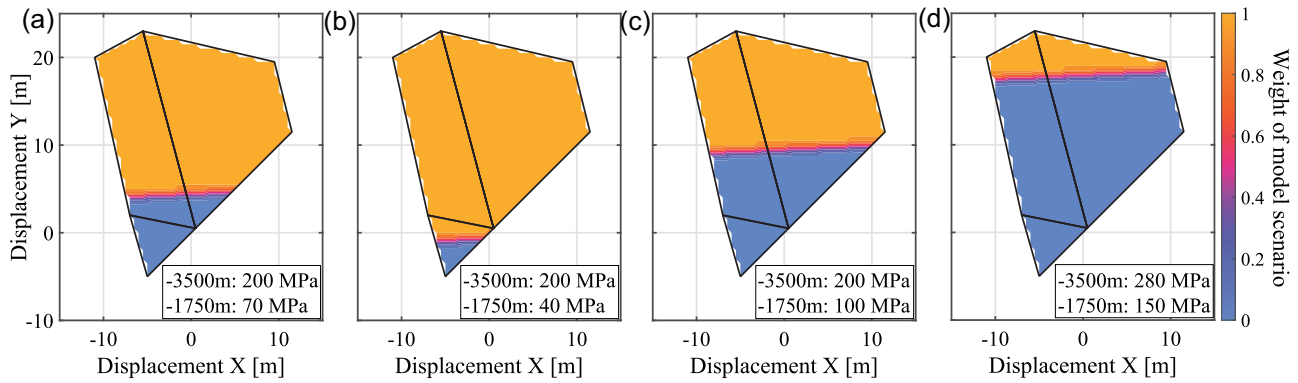 (a)
(b)
(c)
(d)
Displacement Y [m]
20
10
0
-10
-3500m: 200 MPa
-1750m: 70 MPa
-3500m: 200 MPa
-1750m: 40 MPa
-3500m: 200 MPa
-1750m: 100 MPa
-3500m: 280 MPa
-1750m: 150 MPa
-10 0 10
-10 0 10
-10 0 10
-10 0 10
Displacement X [m]
Displacement X [m]
Displacement X [m]
Displacement X [m]
1
0.8
0.6
0.4
0.2
0
Weight of model scenario